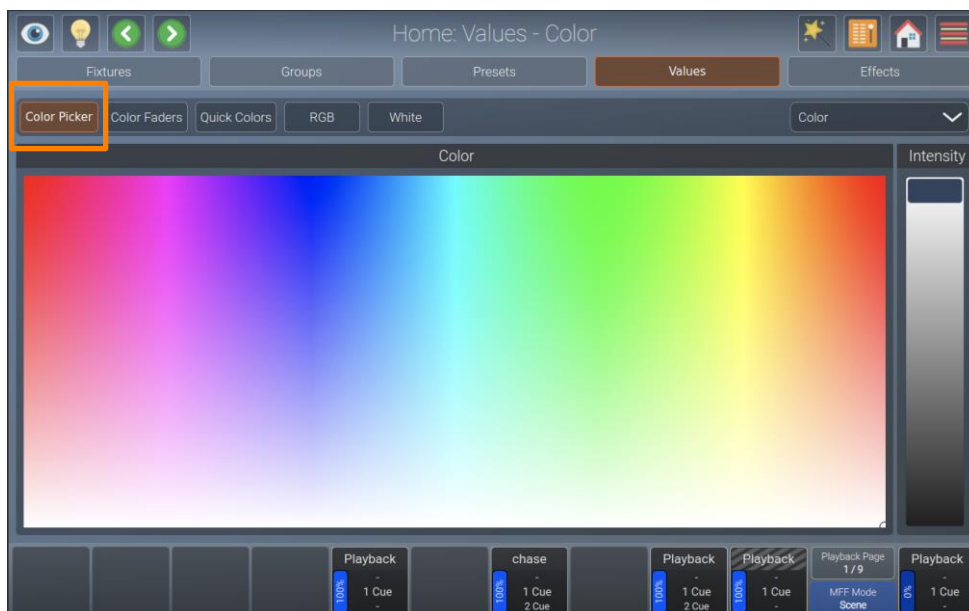 Home: Values - Color
Fixtures
Groups
Presets
Values
Effects
Color Picker
Color Faders
Quick Colors
RGB
White
Color
Color
Intensity
Playback
-
100%
1 Cue
-
chase
-
100%
1 Cue
2 Cue
Playback
-
100%
1 Cue
2 Cue
Playback
-
100%
1 Cue
-
Playback Page
1/9
MFF Mode
Scene
Playback
-
0%
1 Cue
-